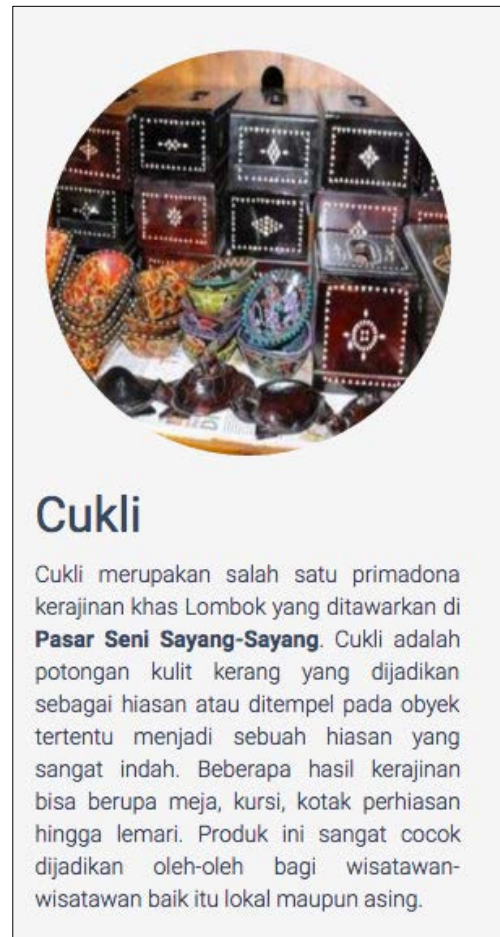 Cukli
Cukli merupakan salah satu primadona
kerajinan khas Lombok yang ditawarkan di
Pasar Seni Sayang-Sayang. Cukli adalah
potongan kulit kerang yang dijadikan
sebagai hiasan atau ditempel pada obyek
tertentu menjadi sebuah hiasan yang
sangat indah. Beberapa hasil kerajinan
bisa berupa meja, kursi, kotak perhiasan
hingga lemari. Produk ini sangat cocok
dijadikan oleh-oleh bagi wisatawan-
wisatawan baik itu lokal maupun asing.